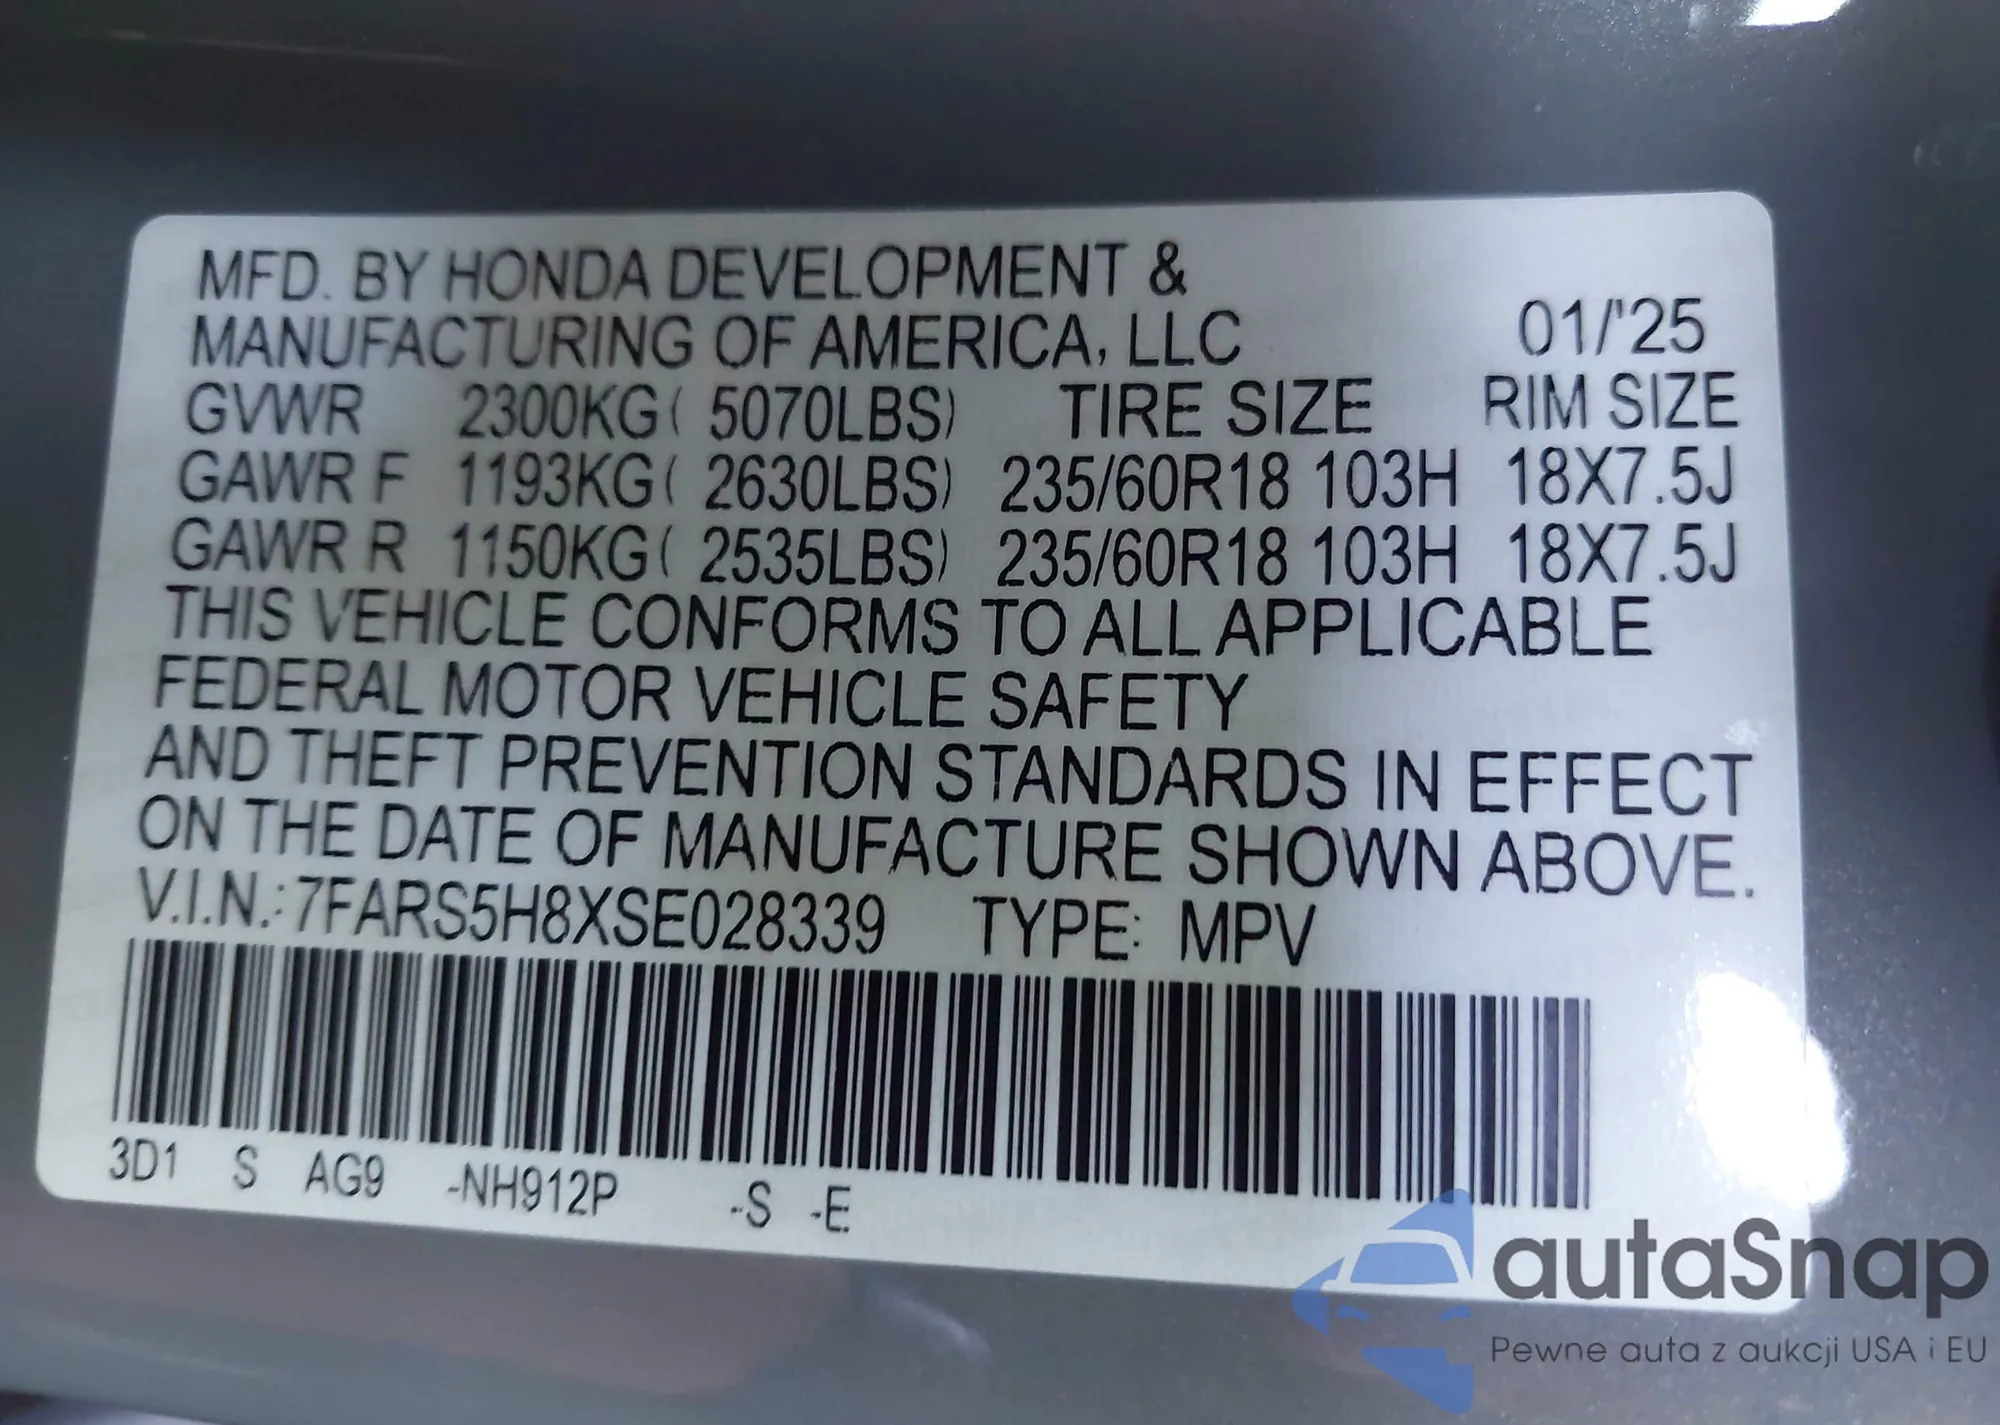 MFD. BY HONDA DEVELOPMENT &
MANUFACTURING OF AMERICA, LLC 01/'25
GVWR 2300KG( 5070LBS) TIRE SIZE RIM SIZE
GAWR F 1193KG( 2630LBS) 235/60R18 103H 18X7.5J
GAWR R 1150KG( 2535LBS) 235/60R18 103H 18X7.5J
THIS VEHICLE CONFORMS TO ALL APPLICABLE
FEDERAL MOTOR VEHICLE SAFETY
AND THEFT PREVENTION STANDARDS IN EFFECT
ON THE DATE OF MANUFACTURE SHOWN ABOVE.
V.I.N.: 7FARS5H8XSE028339 TYPE: MPV
3D1 S AG9 -NH912P -S -E
autaSnap
Pewne auta z aukcji USA i EU